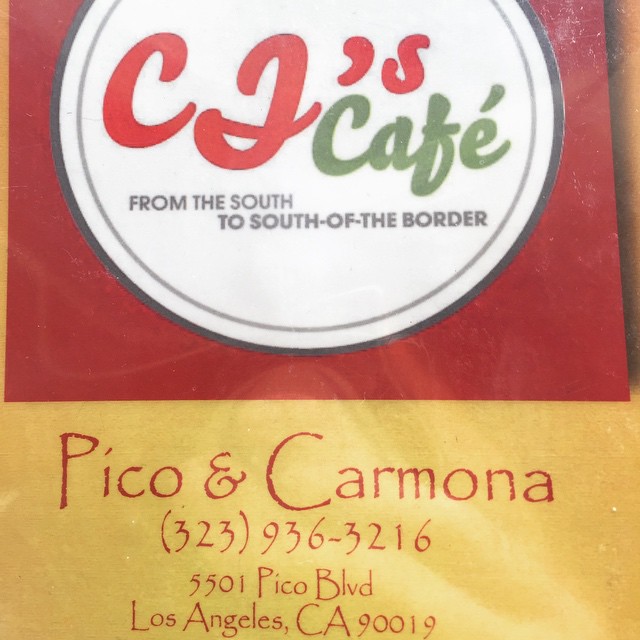 CJ's
Café
FROM THE SOUTH
TO SOUTH-OF-THE BORDER
Pico & Carmona
(323) 936-3216
5501 Pico Blvd
Los Angeles, CA 90019